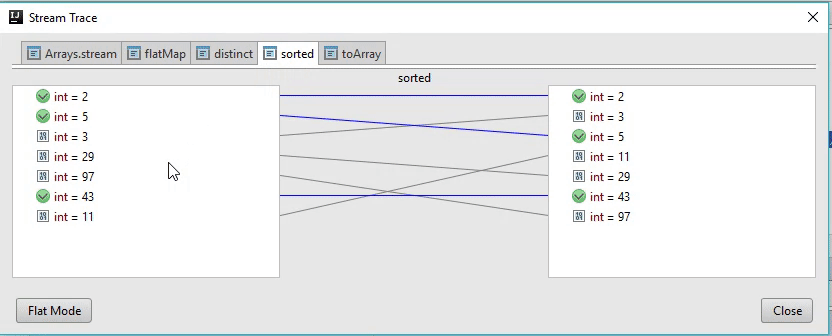 Stream Trace
Arrays.stream flatMap distinct sorted toArray
sorted
int = 2
int = 5
int = 3
int = 29
int = 97
int = 43
int = 11
int = 2
int = 3
int = 5
int = 11
int = 29
int = 43
int = 97
Flat Mode Close